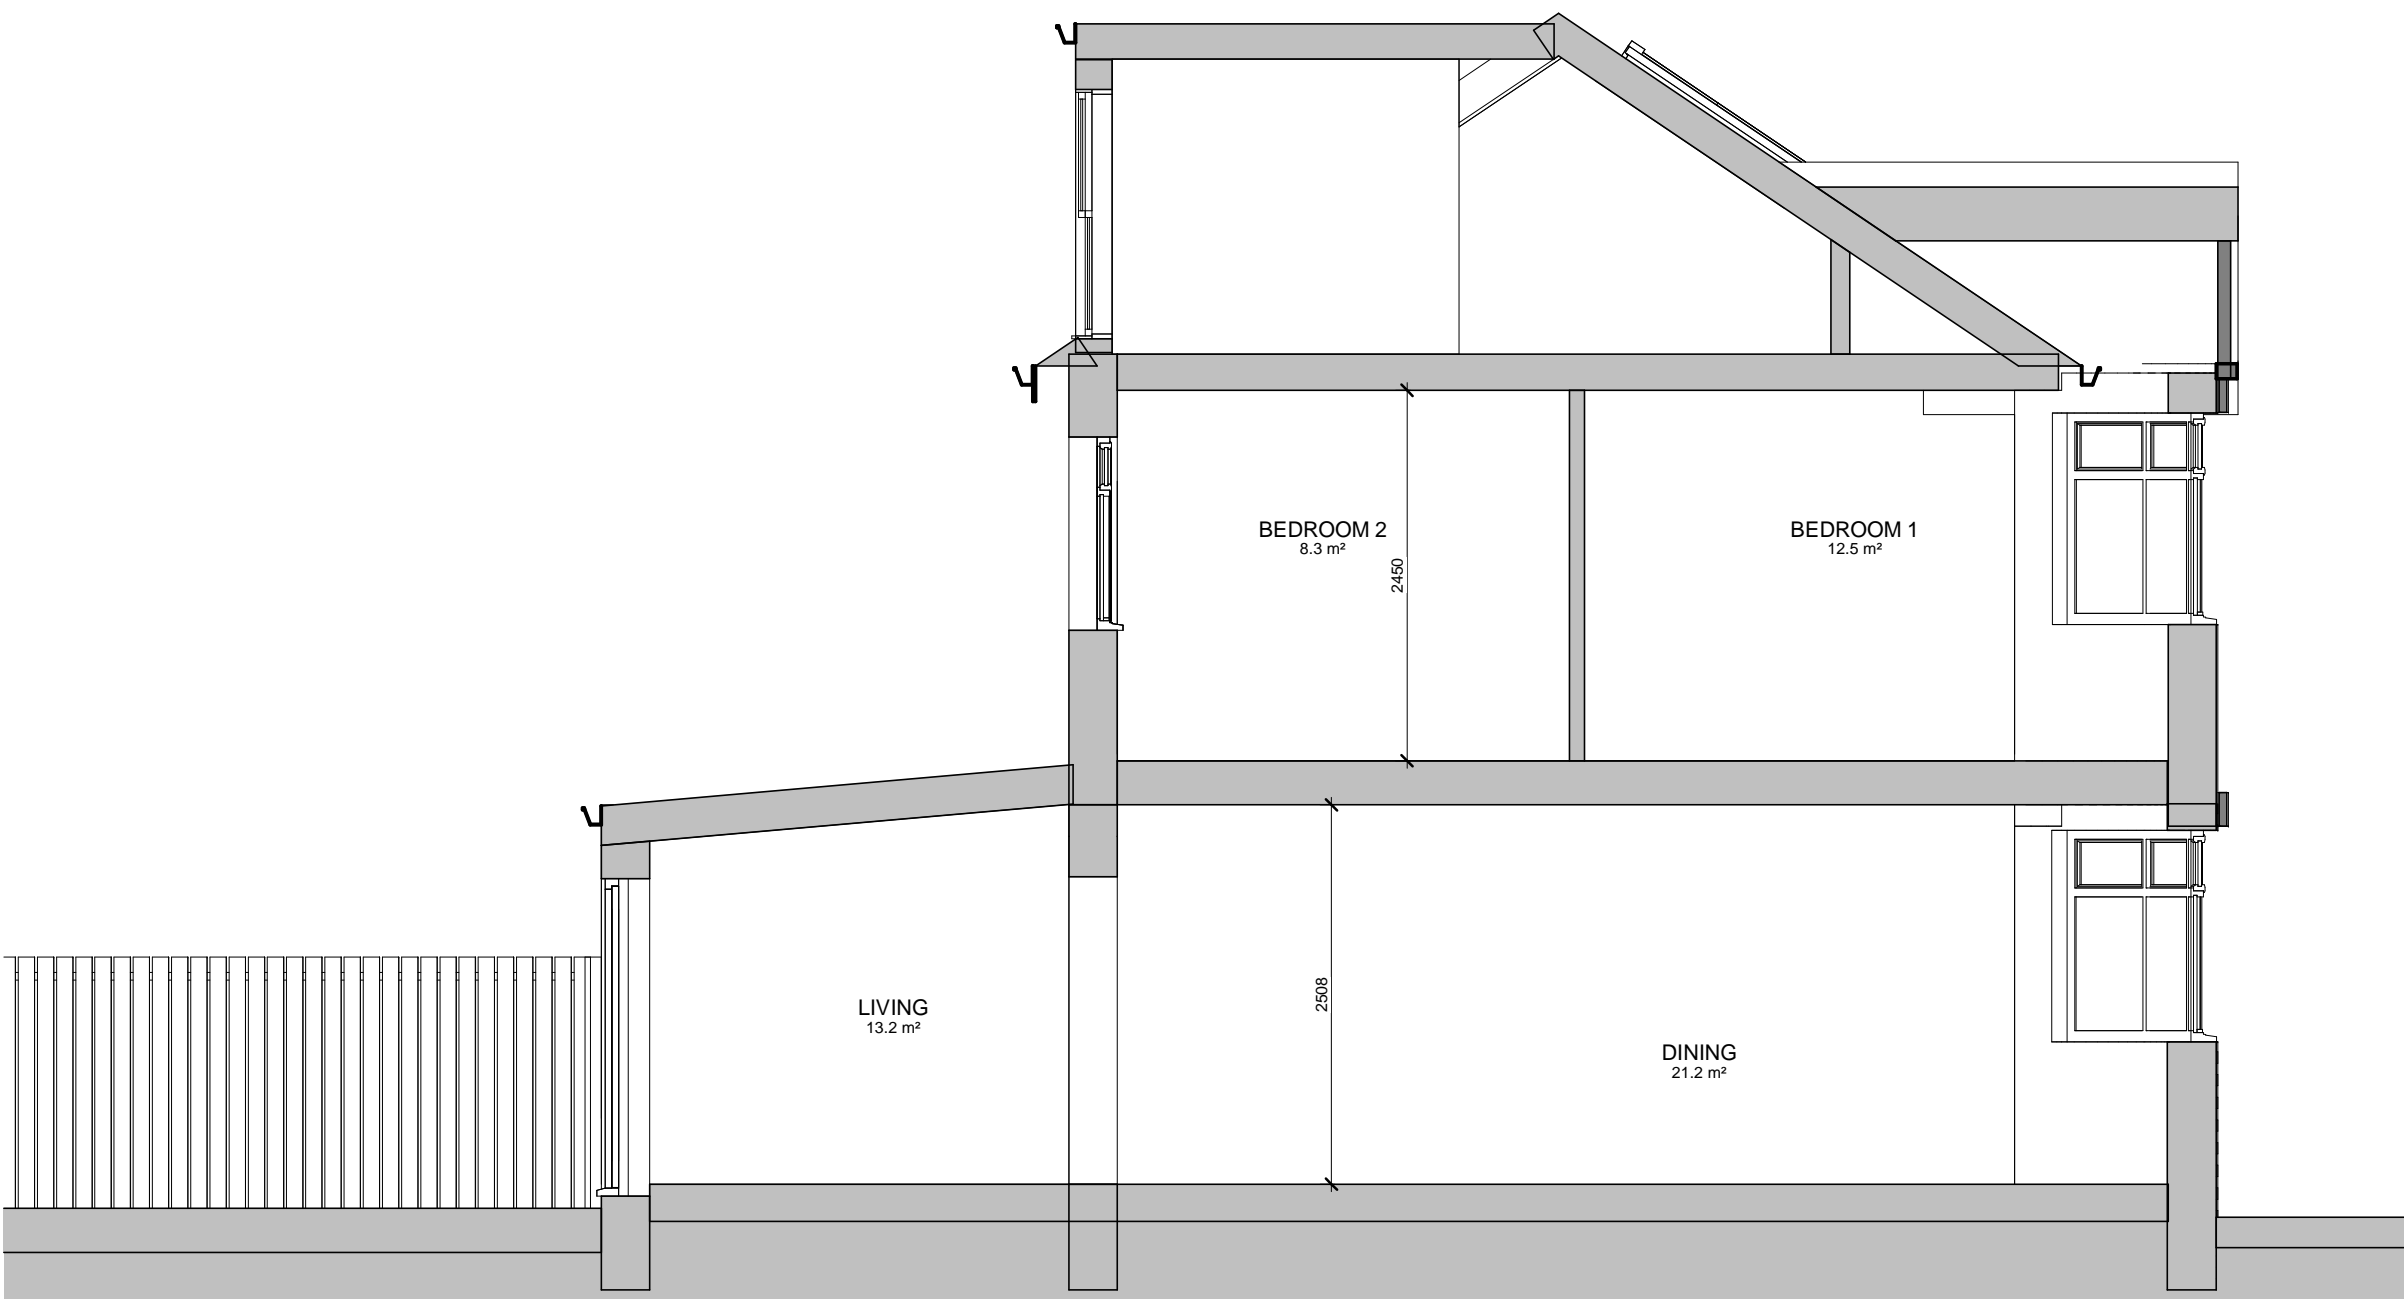 BEDROOM 2
8.3 m²
2450
BEDROOM 1
12.5 m²
LIVING
13.2 m²
2508
DINING
21.2 m²